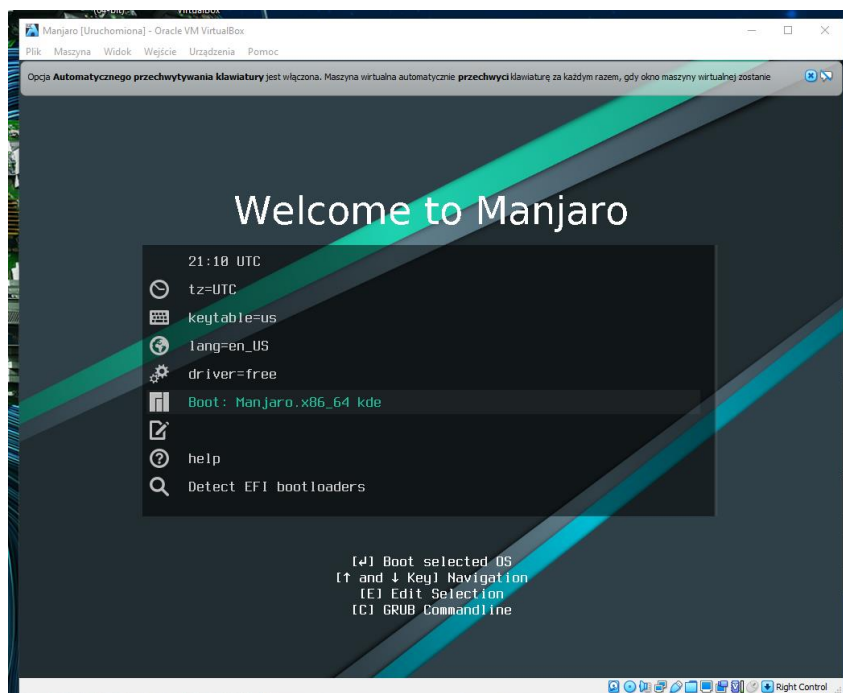 VirtualBox
Manjaro [Uruchomiona] - Oracle VM VirtualBox
Plik Maszyna Widok Wejście Urządzenia Pomoc
Opcja Automatycznego przechwytywania klawiatury jest włączona. Maszyna wirtualna automatycznie przechwyci klawiaturę za każdym razem, gdy okno maszyny wirtualnej zostanie
Welcome to Manjaro
21:10 UTC
tz=UTC
keytable=us
lang=en_US
driver=free
Boot: Manjaro.x86_64 kde
help
Detect EFI bootloaders
[↲] Boot selected OS
[↑ and ↓ Key] Navigation
[E] Edit Selection
[C] GRUB Commandline
Right Control